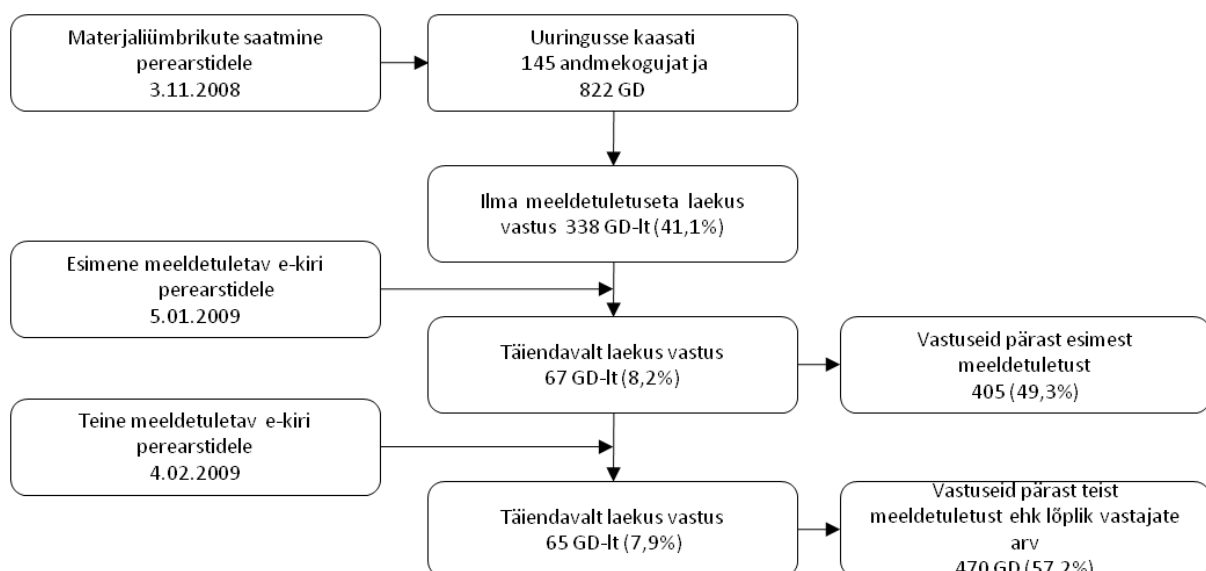 Materjaliümbrikute saatmine
perearstidele
3.11.2008
Uuringusse kaasati
145 andmekogujat ja
822 GD
Ilma meeldetuletuseta laekus
vastus 338 GD-lt (41,1%)
Esimene meeldetuletav e-kiri
perearstidele
5.01.2009
Täiendavalt laekus vastus
67 GD-lt (8,2%)
Vastuseid pärast esimest
meeldetuletust
405 (49,3%)
Teine meeldetuletav e-kiri
perearstidele
4.02.2009
Täiendavalt laekus vastus
65 GD-lt (7,9%)
Vastuseid pärast teist
meeldetuletust ehk lõplik vastajate
arv
470 GD (57,2%)